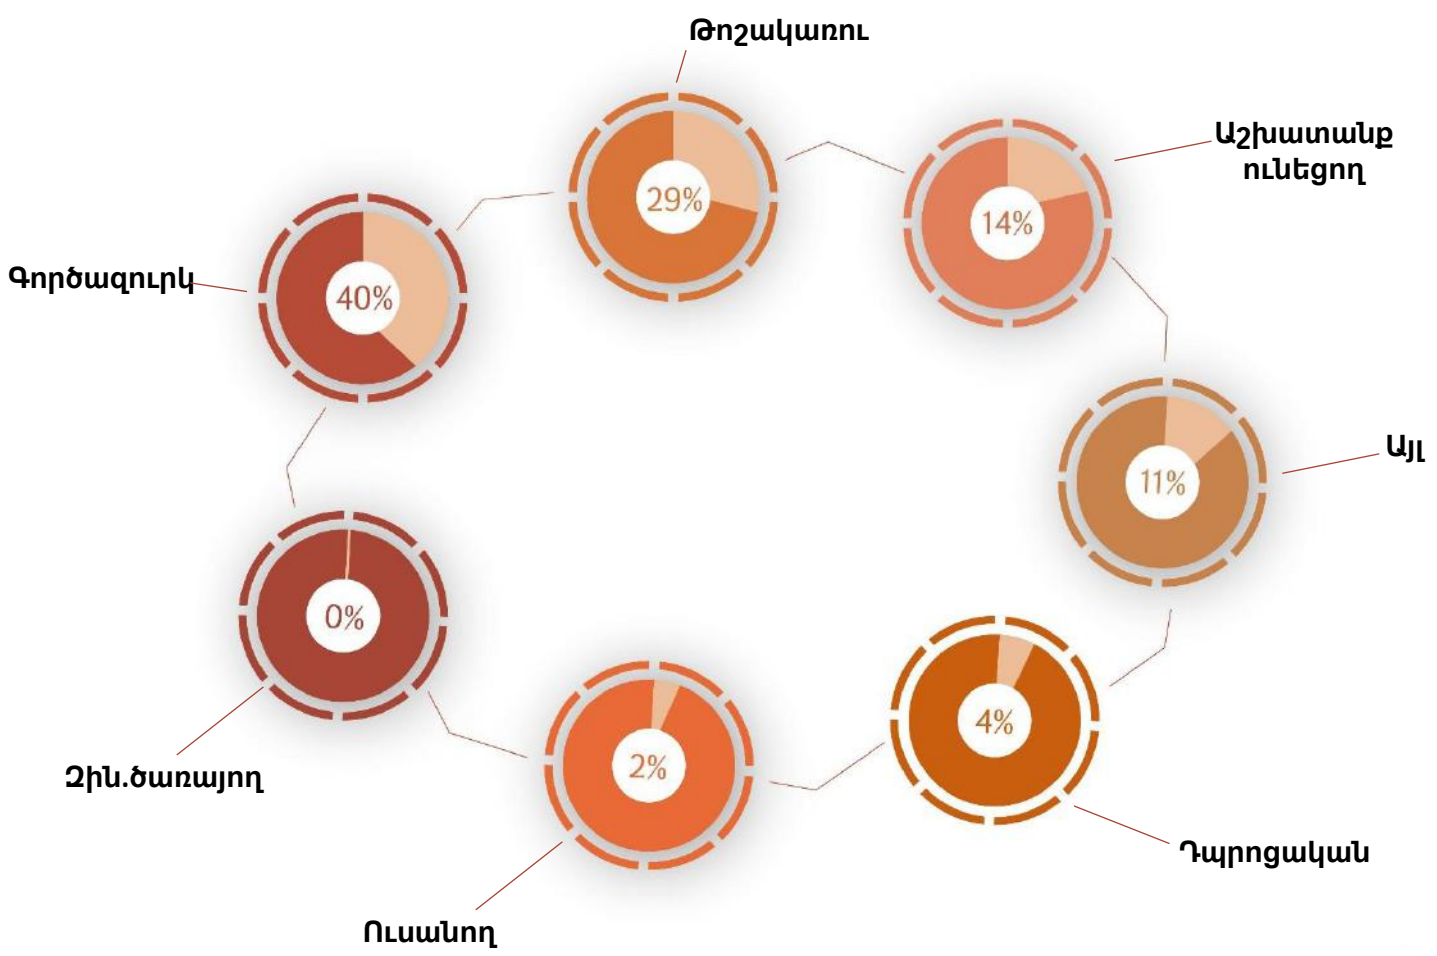 Թոշակառու
29%
Աշխատանք
ունեցող
14%
Գործազուրկ
40%
Այլ
11%
0%
Զին.ծառայող
2%
Ուսանող
4%
Դպրոցական